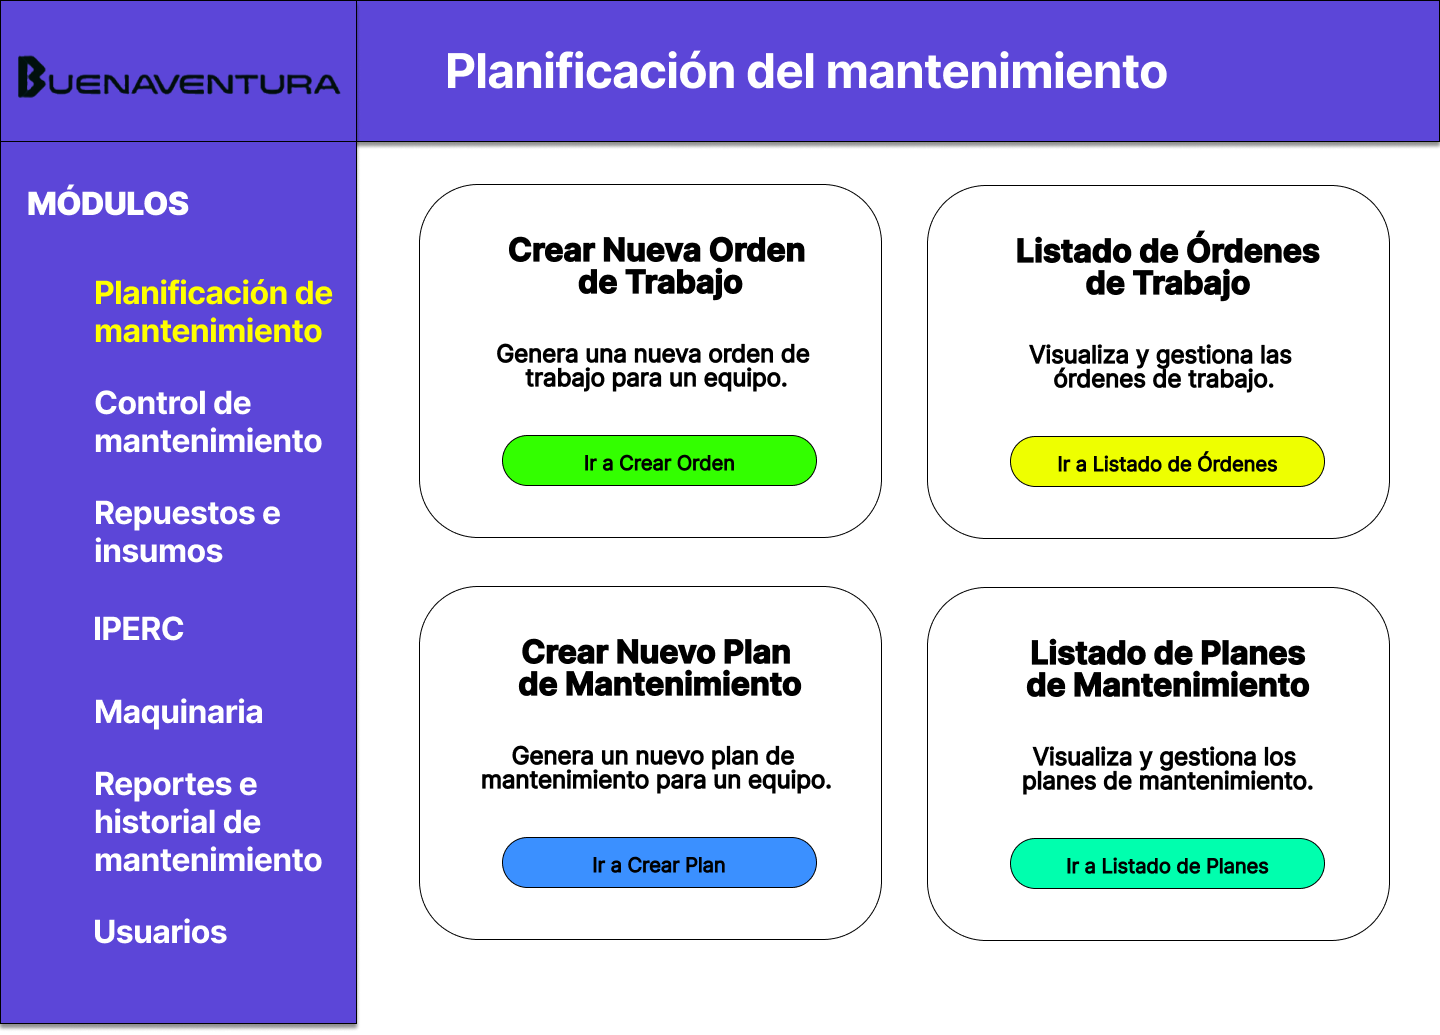 BUENAVENTURA
Planificación del mantenimiento
MÓDULOS
Planificación de
mantenimiento
Control de
mantenimiento
Repuestos e
insumos
IPERC
Maquinaria
Reportes e
historial de
mantenimiento
Usuarios
Crear Nueva Orden
de Trabajo
Genera una nueva orden de
trabajo para un equipo.
Ir a Crear Orden
Listado de Órdenes
de Trabajo
Visualiza y gestiona las
órdenes de trabajo.
Ir a Listado de Órdenes
Crear Nuevo Plan
de Mantenimiento
Genera un nuevo plan de
mantenimiento para un equipo.
Ir a Crear Plan
Listado de Planes
de Mantenimiento
Visualiza y gestiona los
planes de mantenimiento.
Ir a Listado de Planes